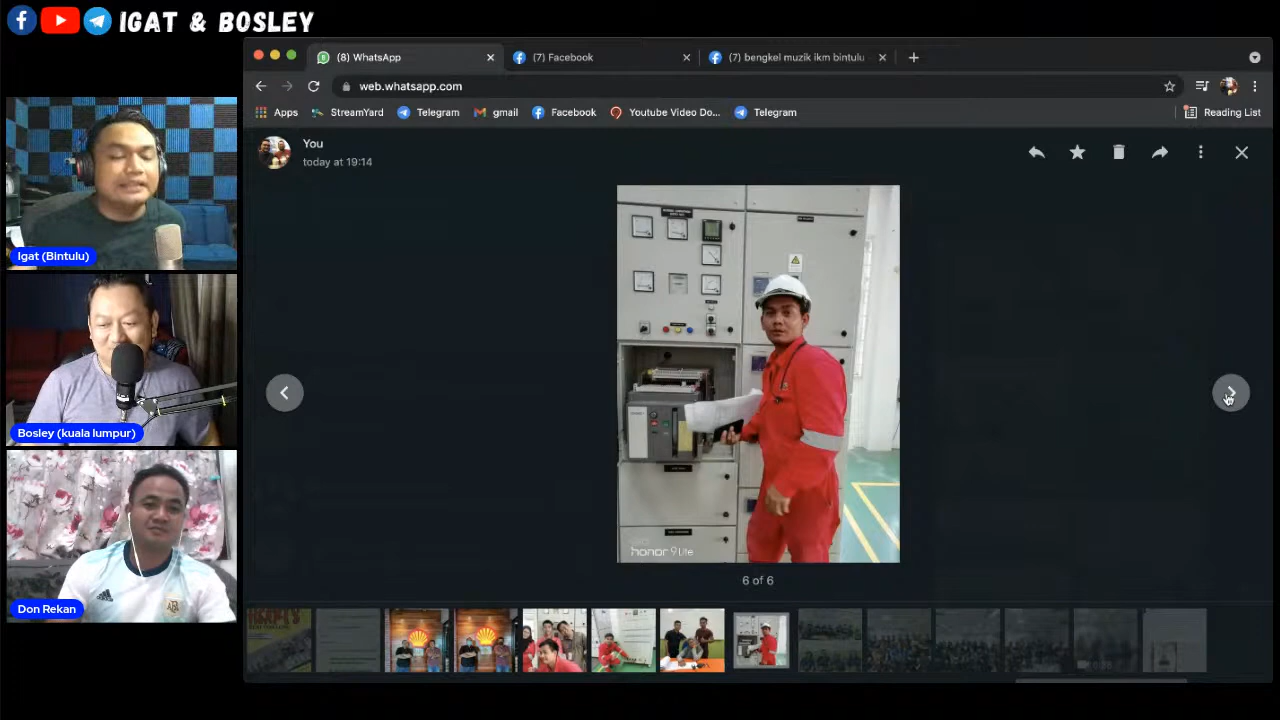 IGAT & BOSLEY
(8) WhatsApp
(7) Facebook
(7) bengkel muzik ikm bintulu
web.whatsapp.com
Apps
StreamYard
Telegram
gmail
Facebook
Youtube Video Do...
Telegram
Reading List
You
today at 19:14
Igat (Bintulu)
Bosley (kuala lumpur)
Don Rekan
honor 9 Lite
6 of 6